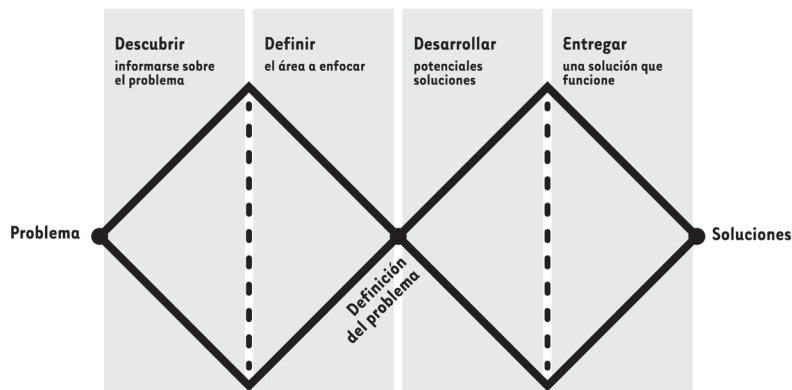 Descubrir
informarse sobre
el problema
Definir
el área a enfocar
Desarrollar
potenciales
soluciones
Entregar
una solución que
funcione
Problema
Definición
del problema
Soluciones